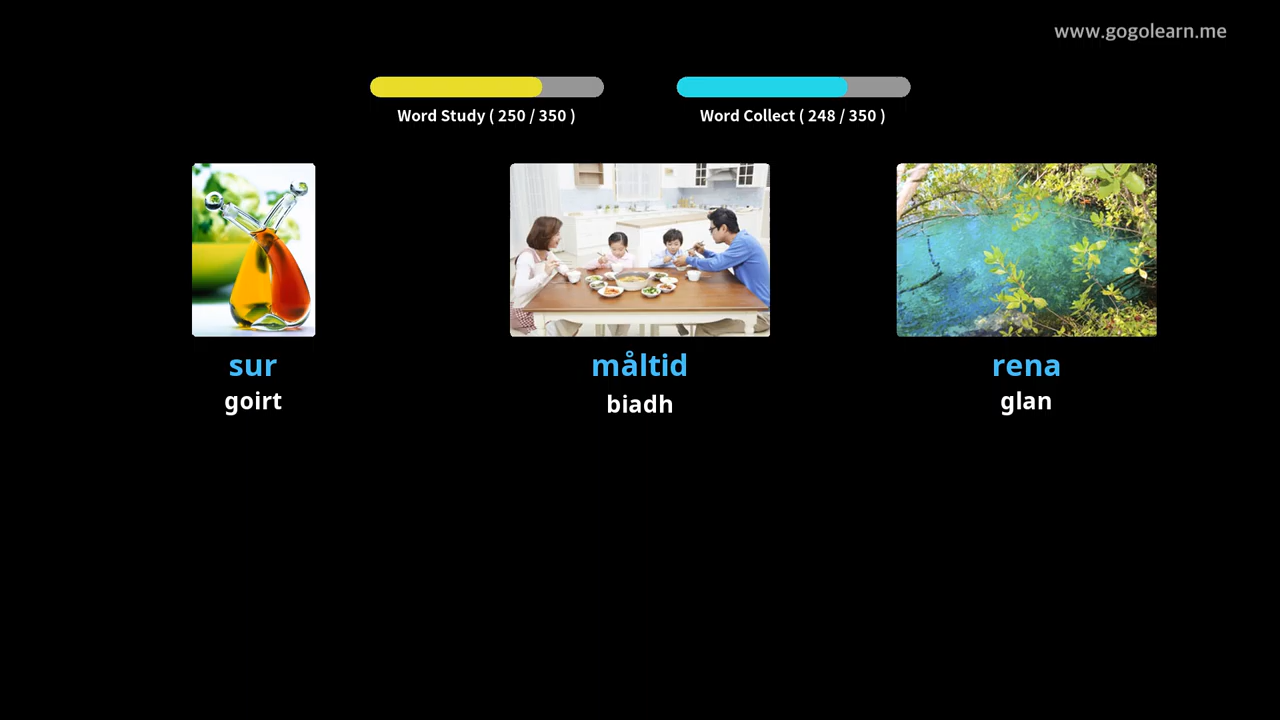 www.gogolearn.me
Word Study ( 250 / 350 )
Word Collect ( 248 / 350 )
sur
goirt
måltid
biadh
rena
glan